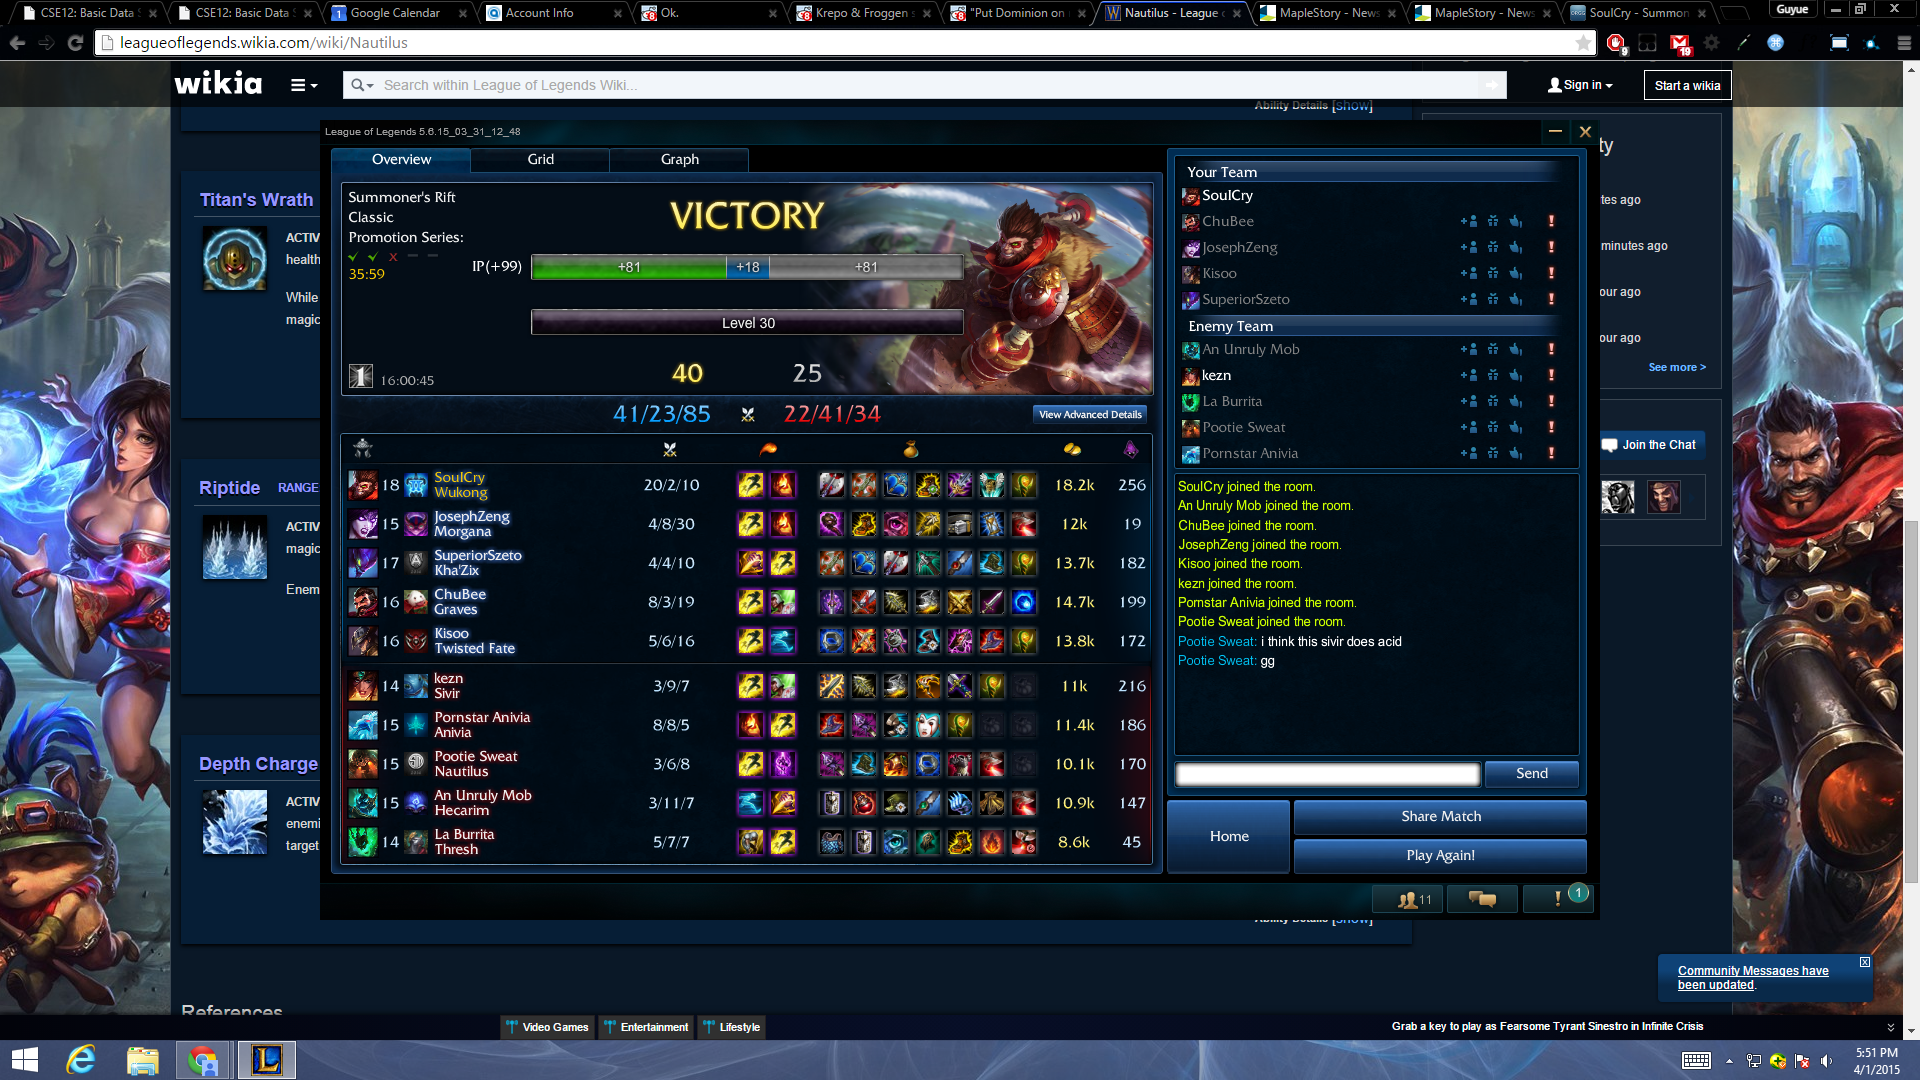 CSE12: Basic Data S
CSE12: Basic Data S
Google Calendar
Account Info
Ok.
Krepo & Froggen s
"Put Dominion on
Nautilus - League o
MapleStory - News
MapleStory - News
SoulCry - Summon
Guyue
leagueoflegends.wikia.com/wiki/Nautilus
9
19
wikia
Search within League of Legends Wiki...
Sign in
Start a wikia
Ability Details [show]
League of Legends 5.6.15_03_31_12_48
Overview
Grid
Graph
Titan's Wrath
ACTIV
health
While
magic
Riptide RANGE
ACTIV
magic
Enem
Depth Charge
ACTIV
enemi
target
Summoner's Rift
Classic
Promotion Series:
x
35:59
VICTORY
IP(+99)
+81
+18
+81
Level 30
1
16:00:45
40
25
41/23/85
22/41/34
View Advanced Details
18 SoulCry Wukong 20/2/10 18.2k 256
15 JosephZeng Morgana 4/8/30 12k 19
17 SuperiorSzeto Kha'Zix 4/4/10 13.7k 182
16 ChuBee Graves 8/3/19 14.7k 199
16 Kisoo Twisted Fate 5/6/16 13.8k 172
14 kezn Sivir 3/9/7 11k 216
15 Pornstar Anivia Anivia 8/8/5 11.4k 186
15 Pootie Sweat Nautilus 3/6/8 10.1k 170
15 An Unruly Mob Hecarim 3/11/7 10.9k 147
14 La Burrita Thresh 5/7/7 8.6k 45
Your Team
SoulCry
ChuBee
JosephZeng
Kisoo
SuperiorSzeto
Enemy Team
An Unruly Mob
kezn
La Burrita
Pootie Sweat
Pornstar Anivia
SoulCry joined the room.
An Unruly Mob joined the room.
ChuBee joined the room.
JosephZeng joined the room.
Kisoo joined the room.
kezn joined the room.
Pornstar Anivia joined the room.
Pootie Sweat joined the room.
Pootie Sweat: i think this sivir does acid
Pootie Sweat: gg
Send
Home
Share Match
Play Again!
11
1
ty
tes ago
minutes ago
our ago
our ago
See more >
Join the Chat
Ability Details [show]
References
Community Messages have
been updated.
Video Games
Entertainment
Lifestyle
Grab a key to play as Fearsome Tyrant Sinestro in Infinite Crisis
5:51 PM
4/1/2015